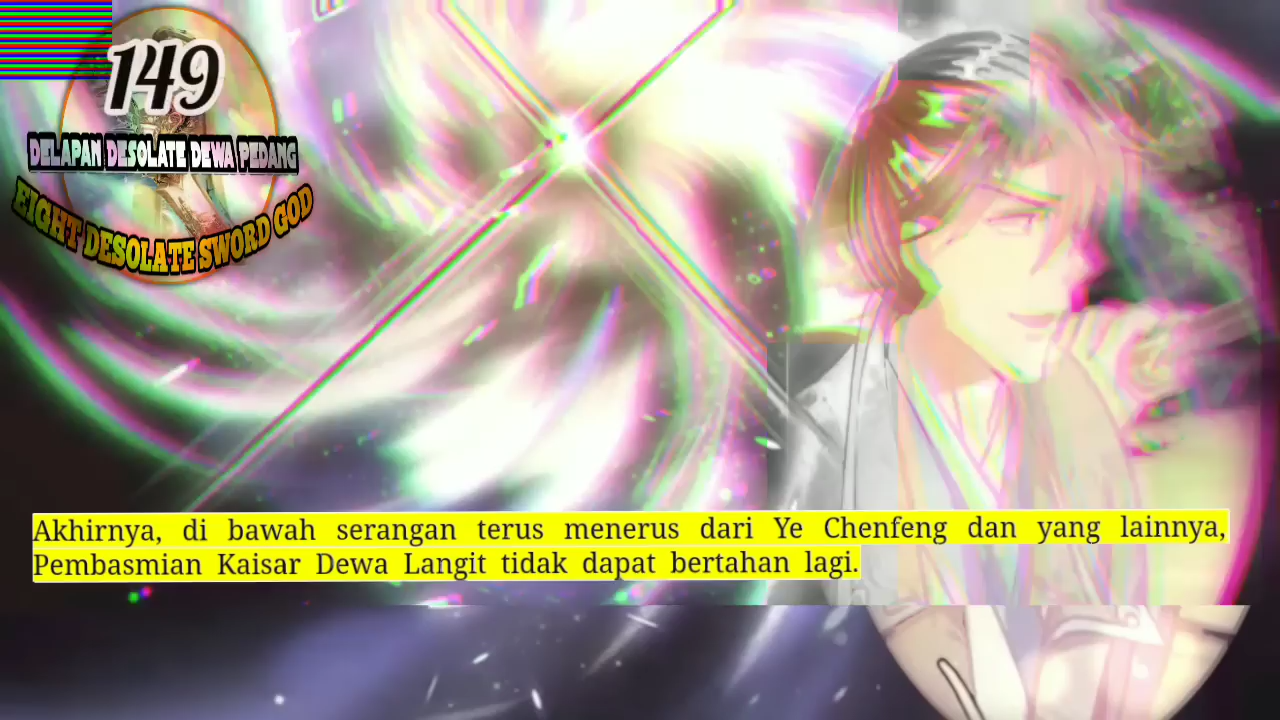 149
DELAPAN DESOLATE DEWA PEDANG
EIGHT DESOLATE SWORD GOD
Akhirnya, di bawah serangan terus menerus dari Ye Chenfeng dan yang lainnya,
Pembasmian Kaisar Dewa Langit tidak dapat bertahan lagi.